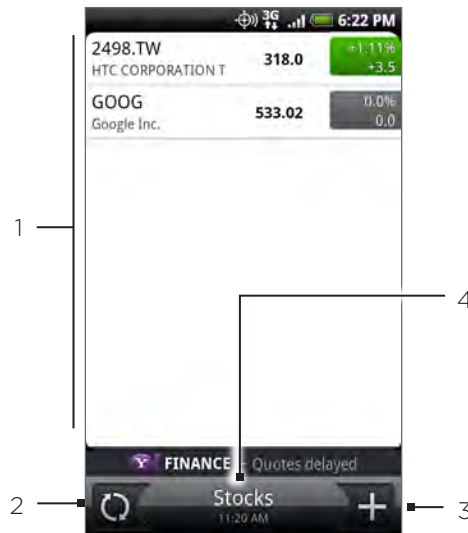 3G 6:22 PM
2498.TW 318.0 +1.11%
HTC CORPORATION T +3.5
GOOG 533.02 0.0%
Google Inc. 0.0
1
4
Y! FINANCE - Quotes delayed
2 Stocks 3
11:20 AM